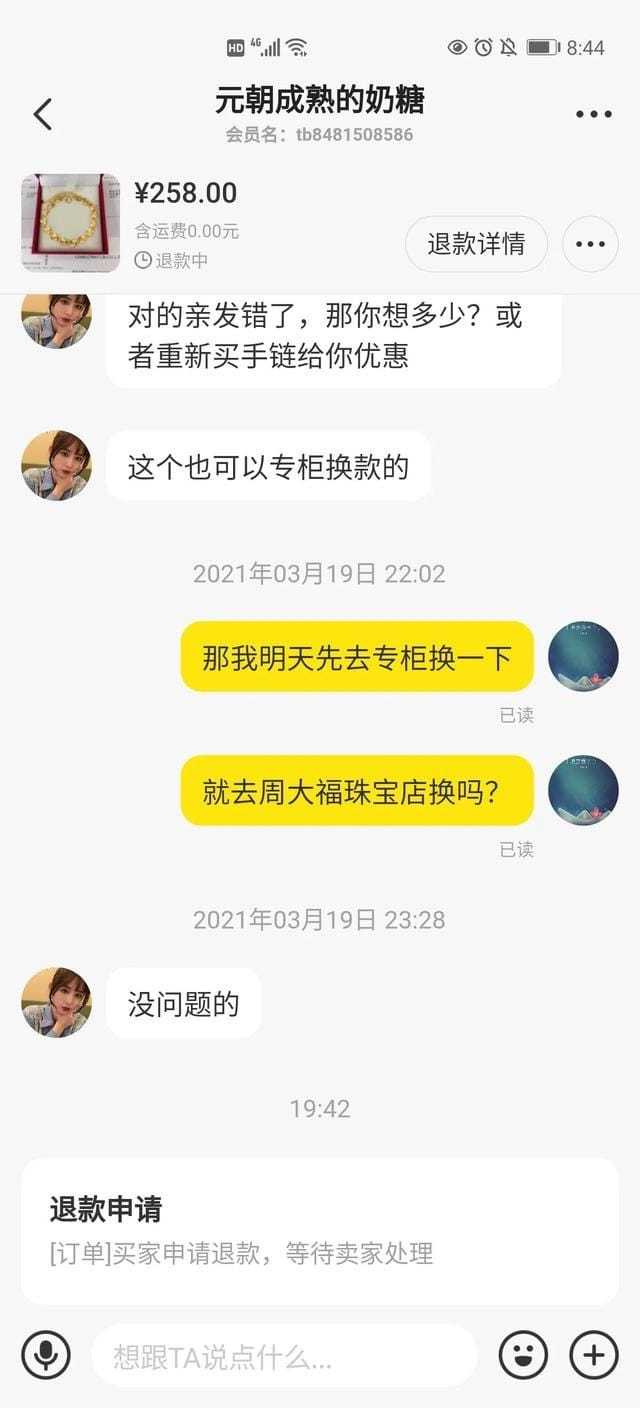 HD 4G 8:44
元朝成熟的奶糖
会员名：tb8481508586
¥258.00
含运费0.00元
退款中
退款详情
对的亲发错了，那你想多少？或
者重新买手链给你优惠
这个也可以专柜换款的
2021年03月19日 22:02
那我明天先去专柜换一下
已读
就去周大福珠宝店换吗？
已读
2021年03月19日 23:28
没问题的
19:42
退款申请
[订单]买家申请退款，等待卖家处理
想跟TA说点什么...